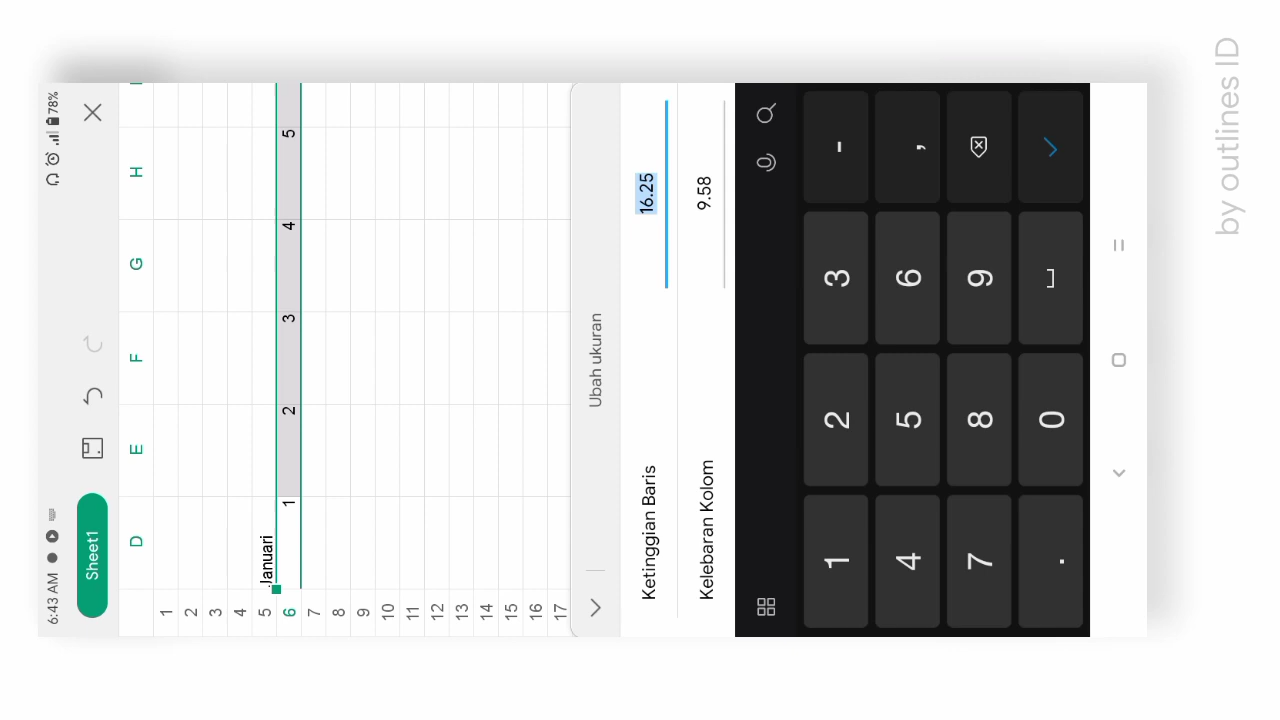 6:43 AM
78%
Sheet1
D E F G H
1
2
3
4
5 Januari
6 1 2 3 4 5
7
8
9
10
11
12
13
14
15
16
17
Ubah ukuran
Ketinggian Baris 16.25
Kelebaran Kolom 9.58
1 2 3 -
4 5 6 ,
7 8 9
. 0
by outlines ID